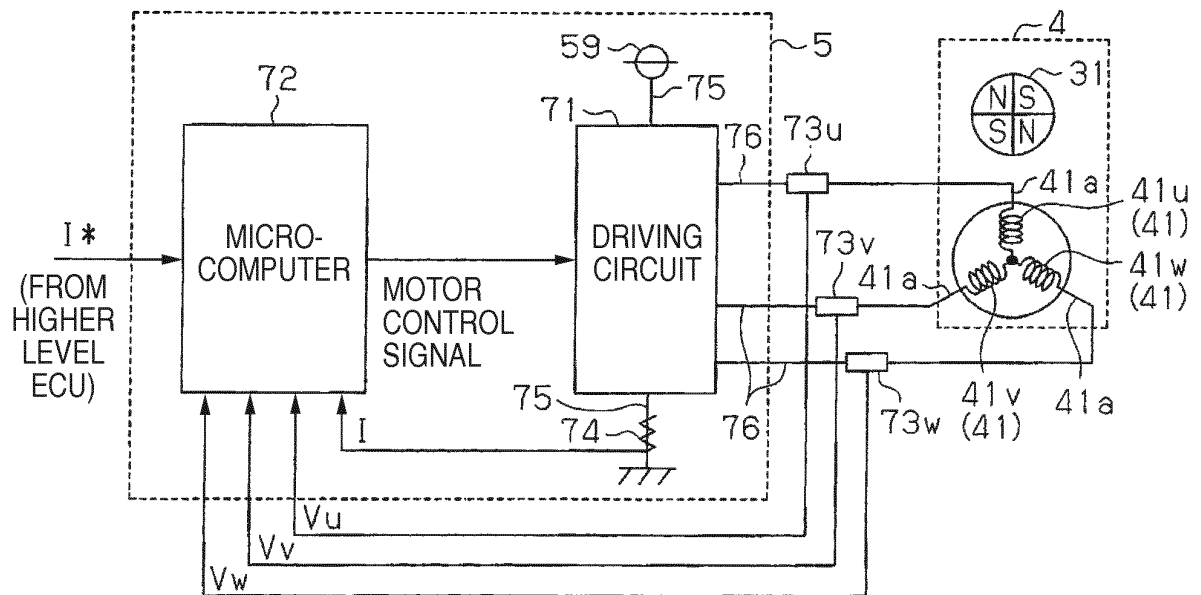 59
5
4
72
71
75
31
N S
S N
76
73u
41a
41u
(41)
I*
MICRO-
COMPUTER
DRIVING
CIRCUIT
73v
41a
41w
(41)
(FROM
HIGHER
LEVEL
ECU)
MOTOR
CONTROL
SIGNAL
75
74
I
76
73w
41v
(41)
41a
Vu
Vv
Vw